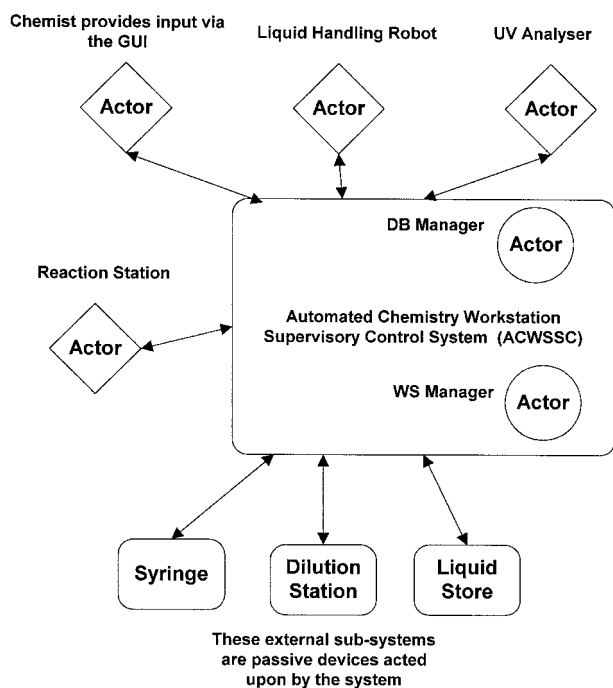 Chemist provides input via
the GUI
Liquid Handling Robot
UV Analyser
Actor
Actor
Actor
DB Manager
Actor
Reaction Station
Actor
Automated Chemistry Workstation
Supervisory Control System (ACWSSC)
WS Manager
Actor
Syringe
Dilution
Station
Liquid
Store
These external sub-systems
are passive devices acted
upon by the system